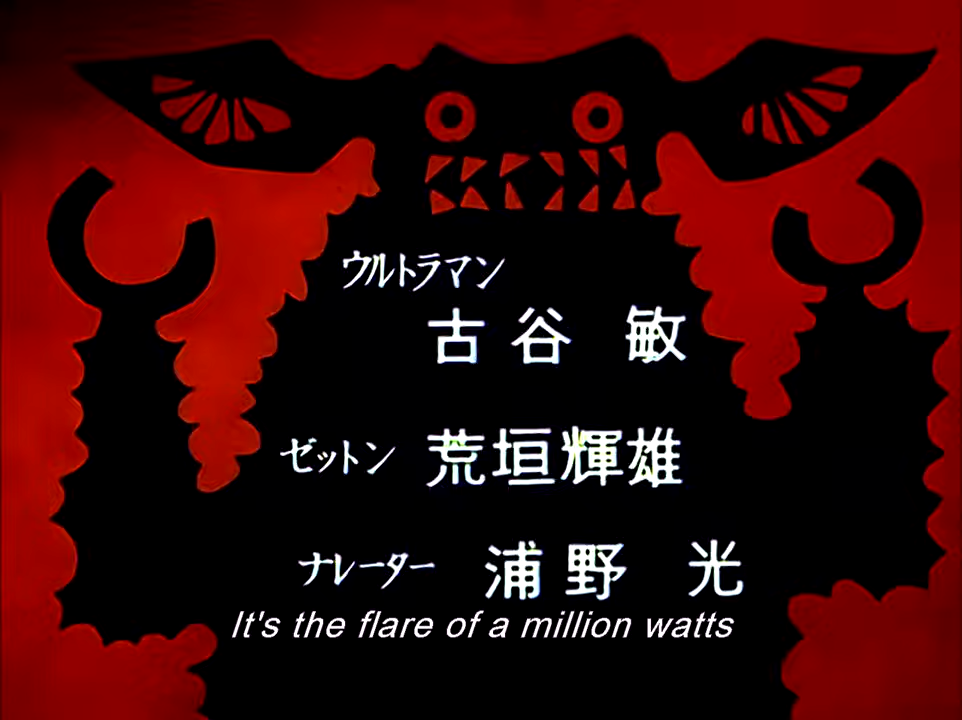 ウルトラマン
古谷 敏
ゼットン 荒垣輝雄
ナレーター 浦野 光
It's the flare of a million watts